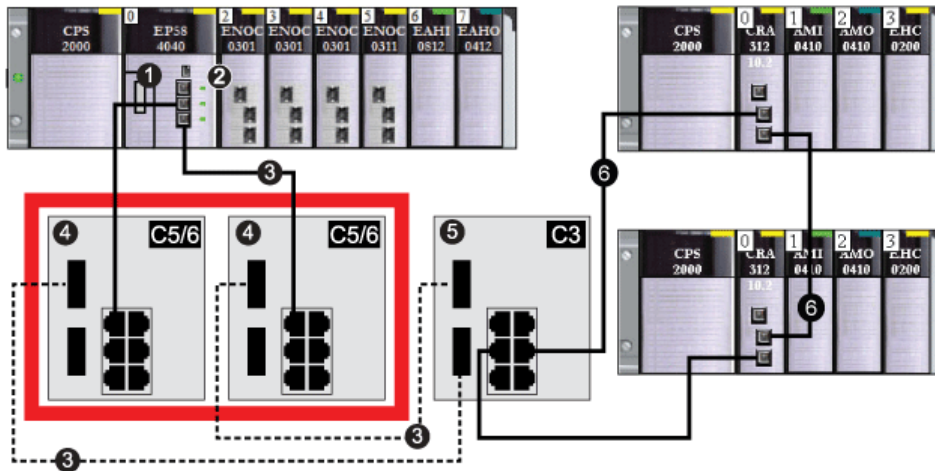 0
CPS
2000
EP58
4040
2
ENOC
0301
3
ENOC
0301
4
ENOC
0301
5
ENOC
0311
6
EAHI
0812
7
EAHO
0412
1
2
3
4
C5/6
4
C5/6
3
3
5
C3
6
CPS
2000
0
CRA
312
10.2
1
AMI
0410
2
AMO
0410
3
EHC
0200
6
CPS
2000
0
CRA
312
10.2
1
AMI
0410
2
AMO
0410
3
EHC
0200